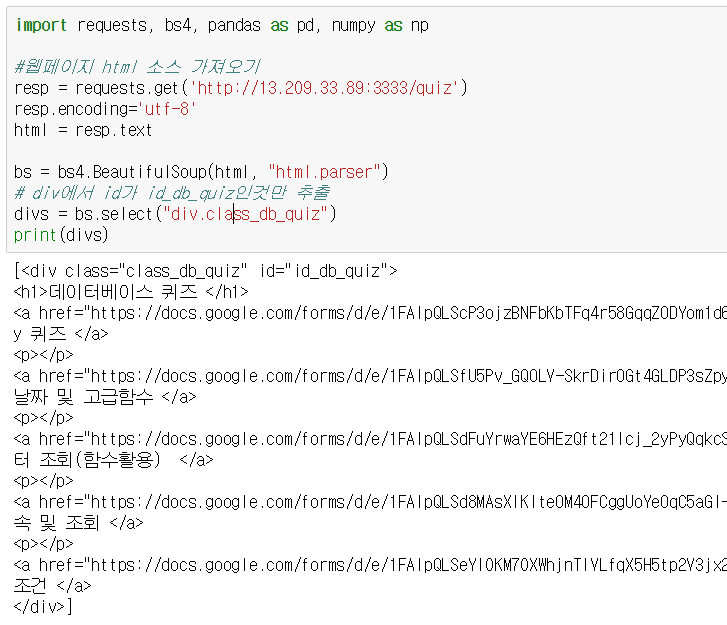 import requests, bs4, pandas as pd, numpy as np
#웹페이지 html 소스 가져오기
resp = requests.get('http://13.209.33.89:3333/quiz')
resp.encoding='utf-8'
html = resp.text
bs = bs4.BeautifulSoup(html, "html.parser")
# div에서 id가 id_db_quiz인것만 추출
divs = bs.select("div.class_db_quiz")
print(divs)
[<div class="class_db_quiz" id="id_db_quiz">
<h1>데이터베이스 퀴즈 </h1>
<a href="https://docs.google.com/forms/d/e/1FAIpQLScP3ojzBNFbKbTFq4r58GqqZODYom1d6
y 퀴즈 </a>
<p></p>
<a href="https://docs.google.com/forms/d/e/1FAIpQLSfU5Pv_GQOLY-SkrDirOGt4GLDP3sZpy
날짜 및 고급함수 </a>
<p></p>
<a href="https://docs.google.com/forms/d/e/1FAIpQLSdFuYrwaYE6HEzQft21Icj_2yPyQqkcS
터 조회(함수활용)  </a>
<p></p>
<a href="https://docs.google.com/forms/d/e/1FAIpQLSd8MAsXIKIteOM4OFCggUoYeOqC5aGl-
속 및 조회 </a>
<p></p>
<a href="https://docs.google.com/forms/d/e/1FAIpQLSeYIOKM7OXWhjnTIVLfqX5H5tp2V3jx2
조건 </a>
</div>]